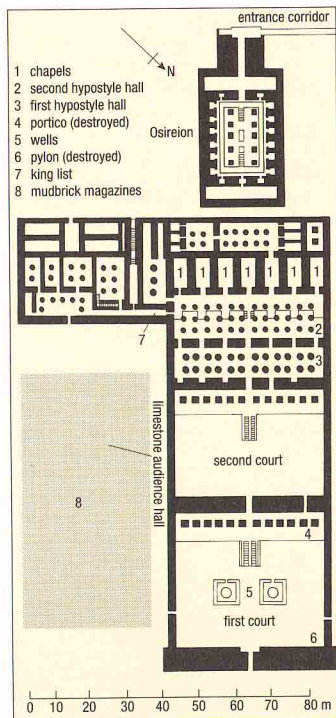 entrance corridor
N
1 chapels
2 second hypostyle hall
3 first hypostyle hall
4 portico (destroyed)
5 wells
6 pylon (destroyed)
7 king list
8 mudbrick magazines
Osireion
1 1 1 1 1 1 1
2
3
7
limestone audience hall
second court
8
4
5
first court
6
0 10 20 30 40 50 60 70 80 m